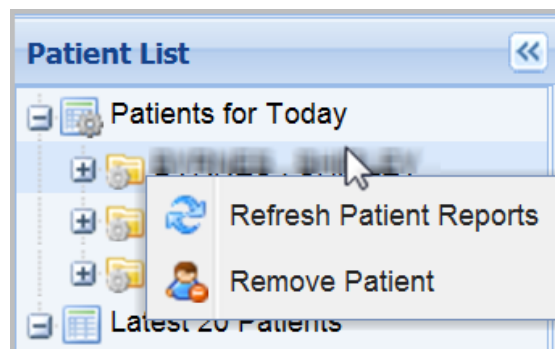 Patient List
Patients for Today
Refresh Patient Reports
Remove Patient
Latest 20 Patients